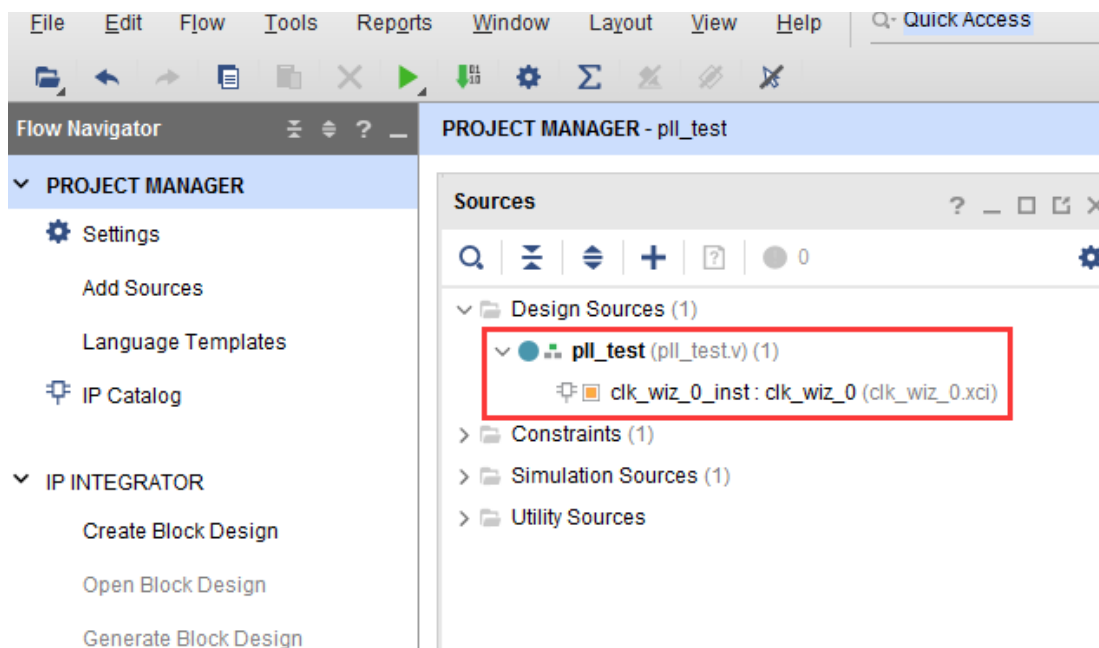 File Edit Flow Tools Reports Window Layout View Help Quick Access
Flow Navigator ?
PROJECT MANAGER - pll_test
PROJECT MANAGER
Settings
Add Sources
Language Templates
IP Catalog
IP INTEGRATOR
Create Block Design
Open Block Design
Generate Block Design
Sources ?
? 0
Design Sources (1)
pll_test (pll_test.v) (1)
clk_wiz_0_inst : clk_wiz_0 (clk_wiz_0.xci)
Constraints (1)
Simulation Sources (1)
Utility Sources